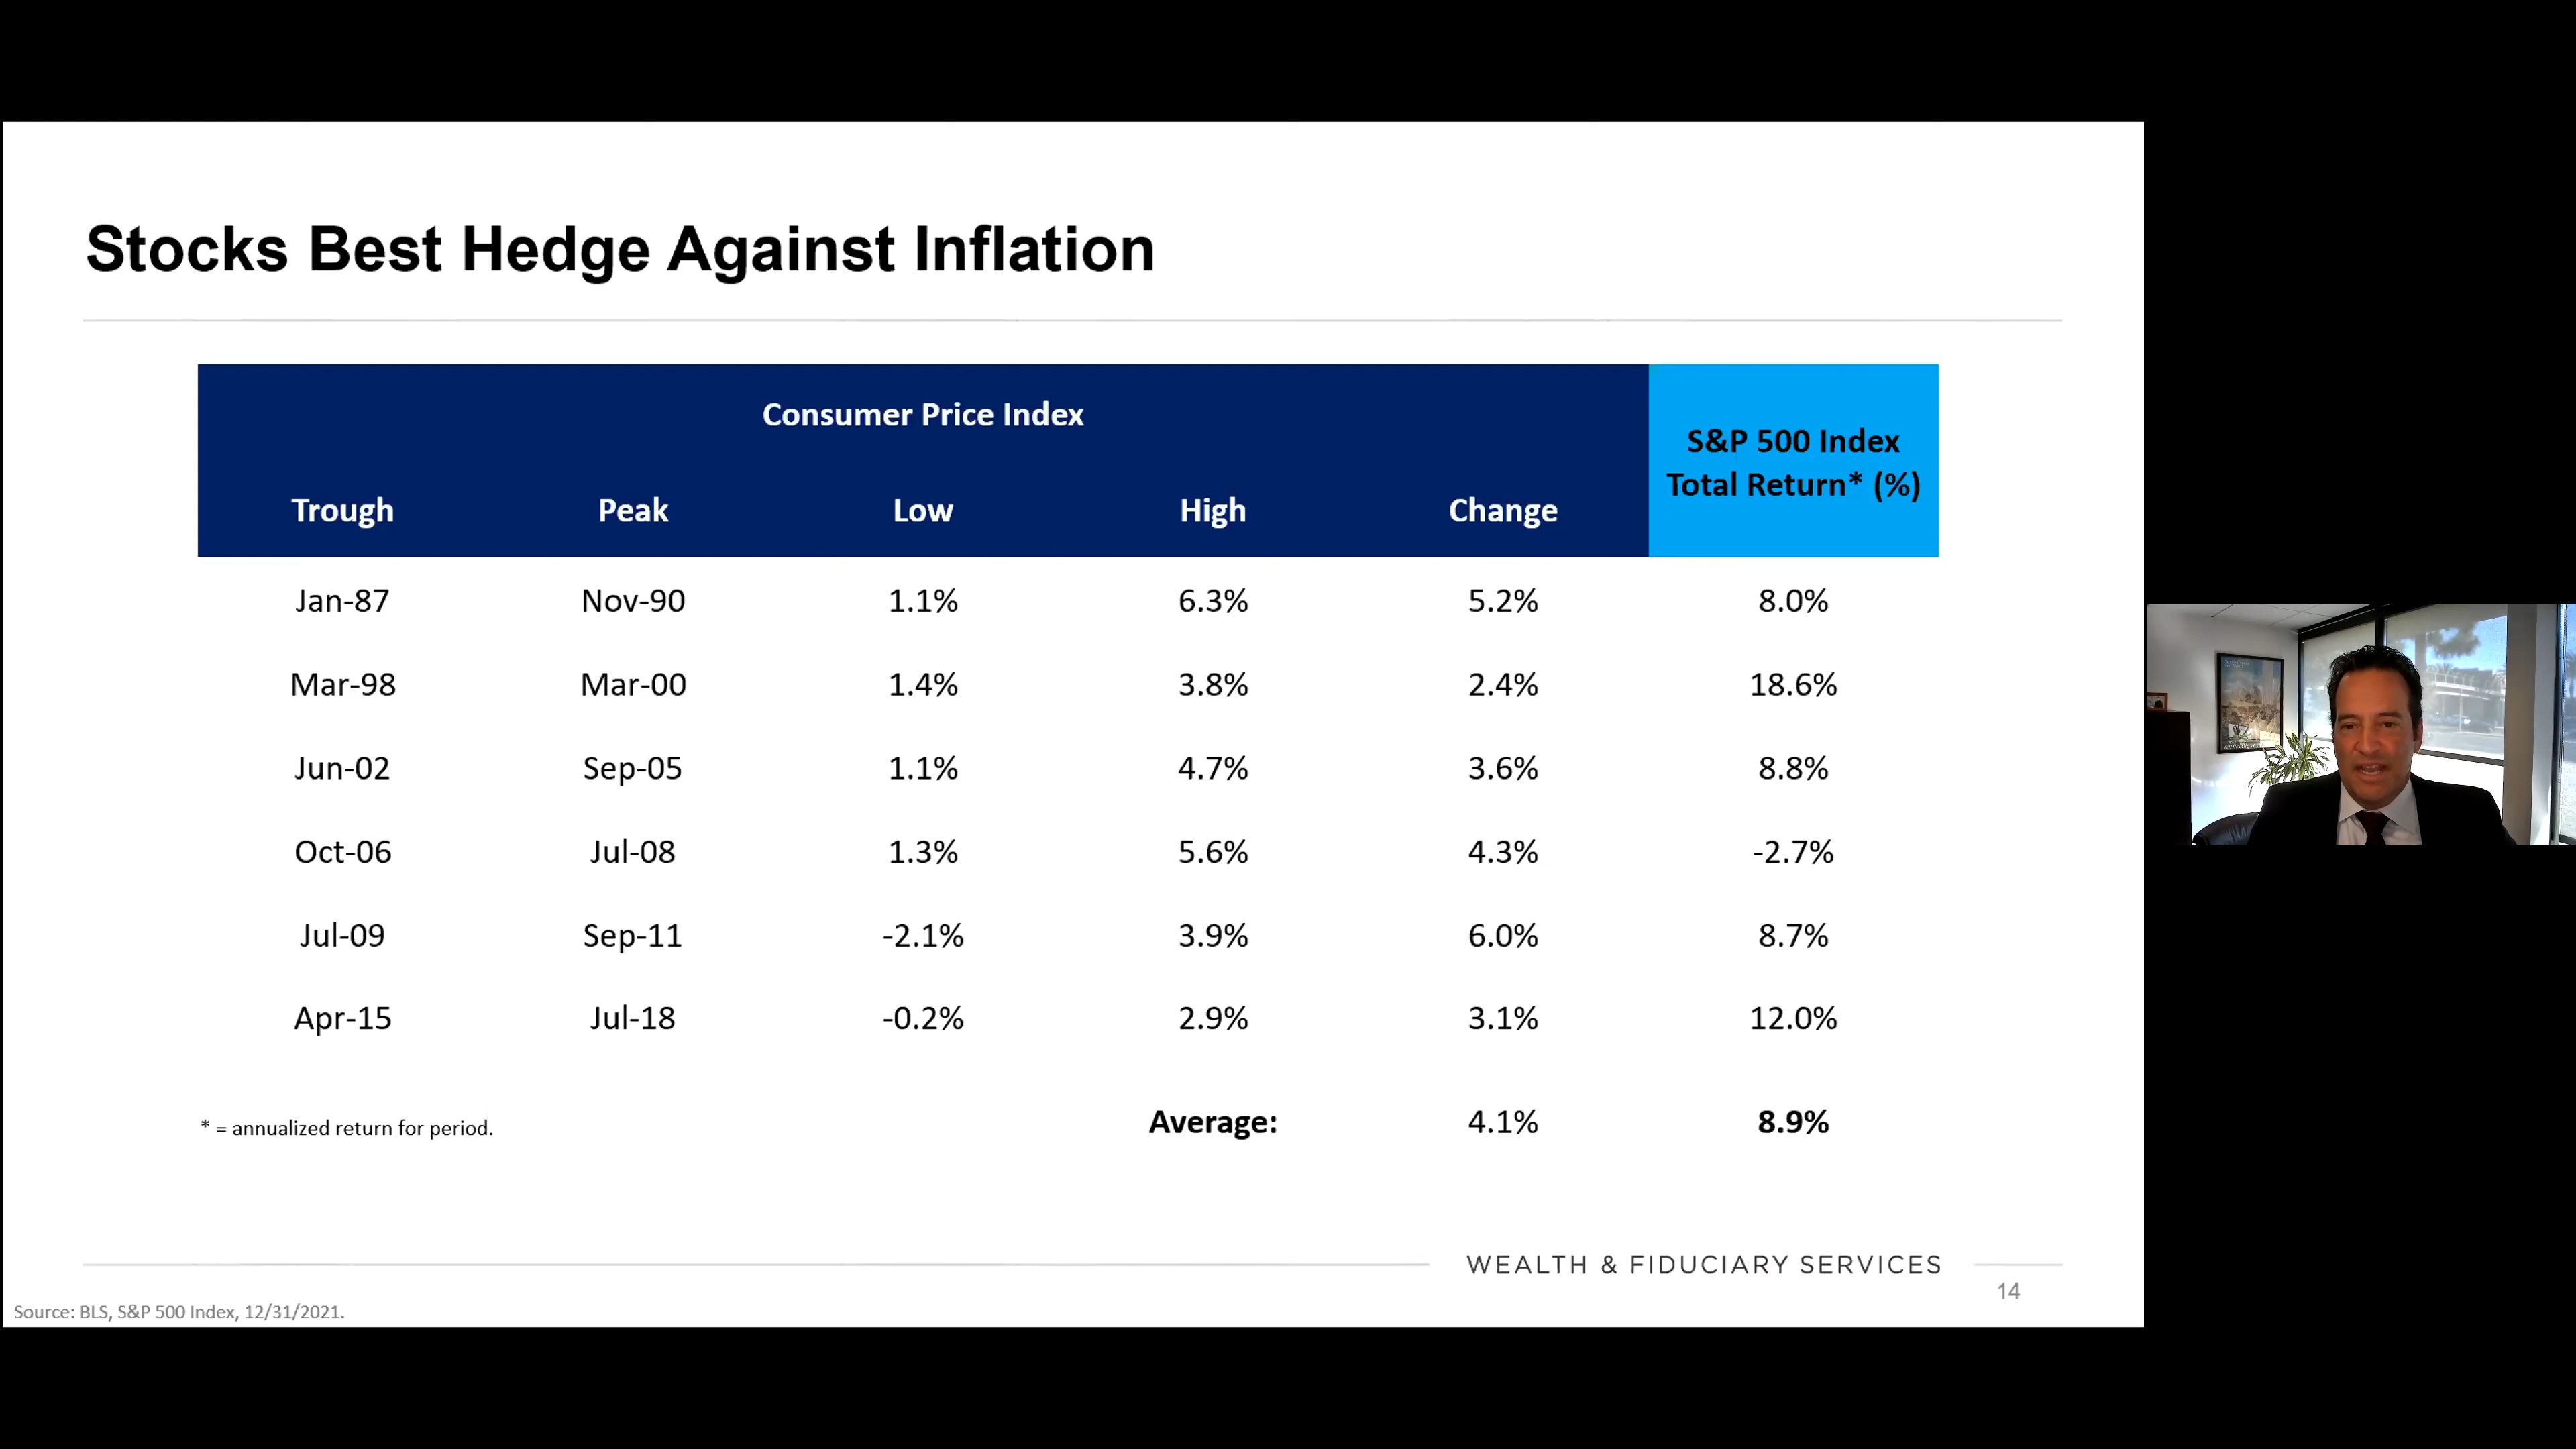 Stocks Best Hedge Against Inflation
Consumer Price Index
S&P 500 Index
Total Return* (%)
Trough Peak Low High Change
Jan-87 Nov-90 1.1% 6.3% 5.2% 8.0%
Mar-98 Mar-00 1.4% 3.8% 2.4% 18.6%
Jun-02 Sep-05 1.1% 4.7% 3.6% 8.8%
Oct-06 Jul-08 1.3% 5.6% 4.3% -2.7%
Jul-09 Sep-11 -2.1% 3.9% 6.0% 8.7%
Apr-15 Jul-18 -0.2% 2.9% 3.1% 12.0%
* = annualized return for period. Average: 4.1% 8.9%
WEALTH & FIDUCIARY SERVICES
14
Source: BLS, S&P 500 Index, 12/31/2021.